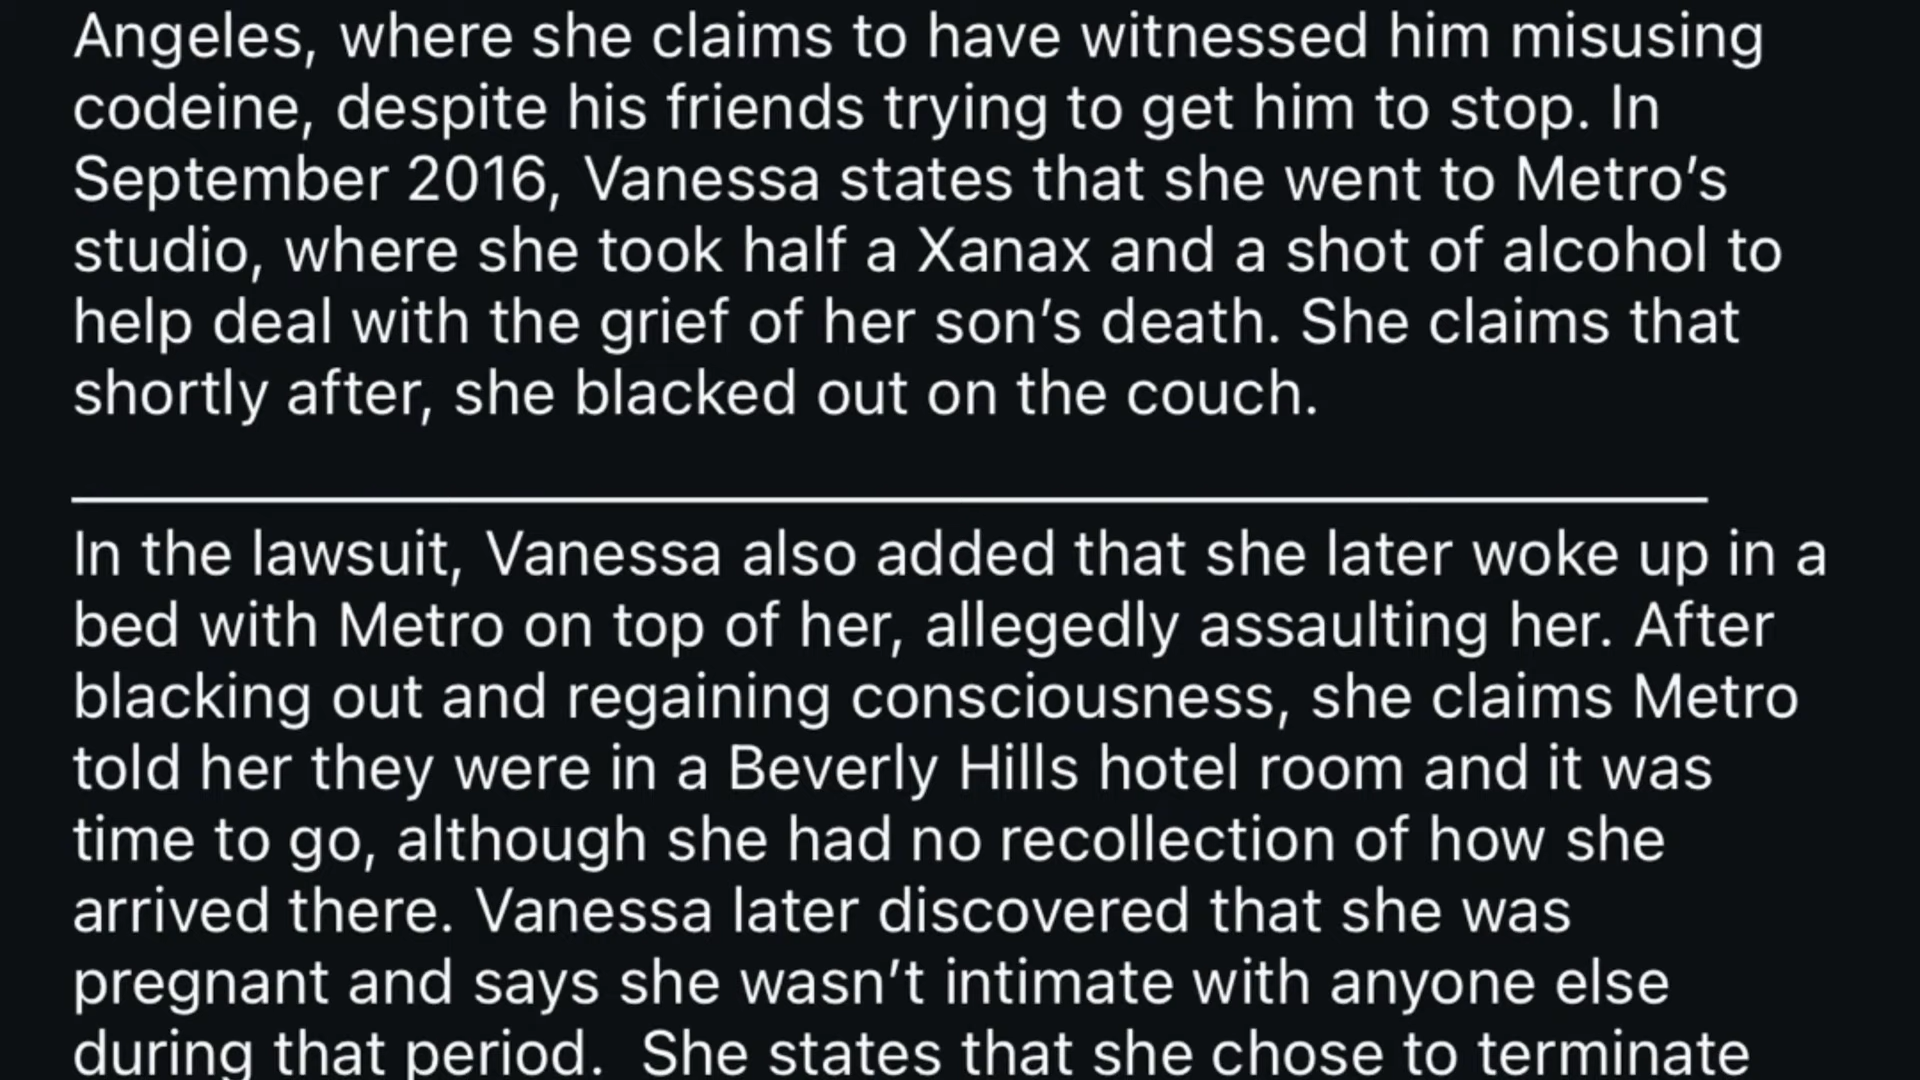 Angeles, where she claims to have witnessed him misusing
codeine, despite his friends trying to get him to stop. In
September 2016, Vanessa states that she went to Metro’s
studio, where she took half a Xanax and a shot of alcohol to
help deal with the grief of her son’s death. She claims that
shortly after, she blacked out on the couch.
In the lawsuit, Vanessa also added that she later woke up in a
bed with Metro on top of her, allegedly assaulting her. After
blacking out and regaining consciousness, she claims Metro
told her they were in a Beverly Hills hotel room and it was
time to go, although she had no recollection of how she
arrived there. Vanessa later discovered that she was
pregnant and says she wasn’t intimate with anyone else
during that period.  She states that she chose to terminate